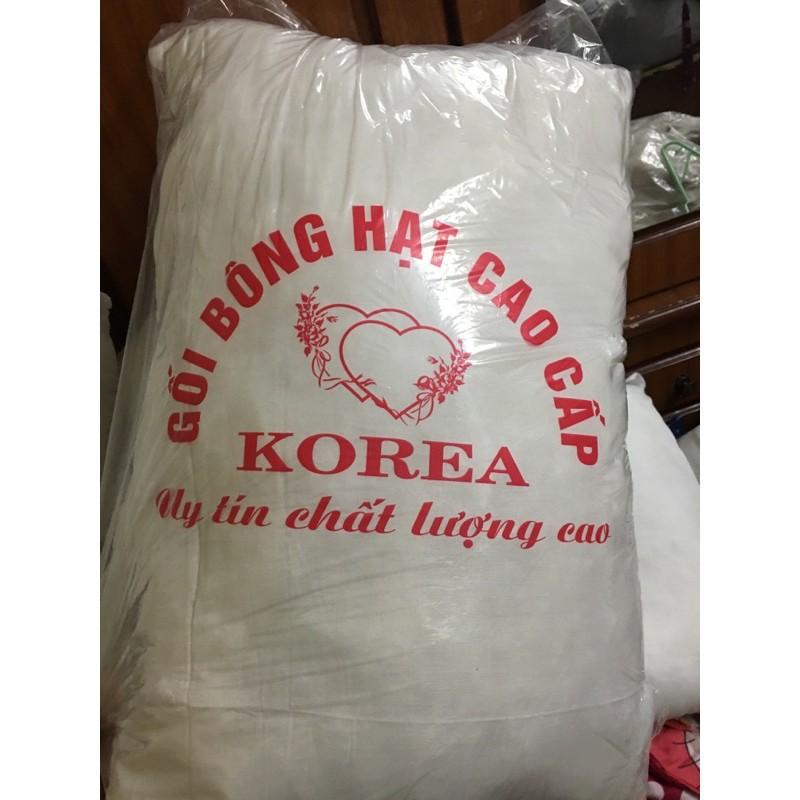 GỐI BÔNG HẠT CAO CẤP
KOREA
Uy tín chất lượng cao